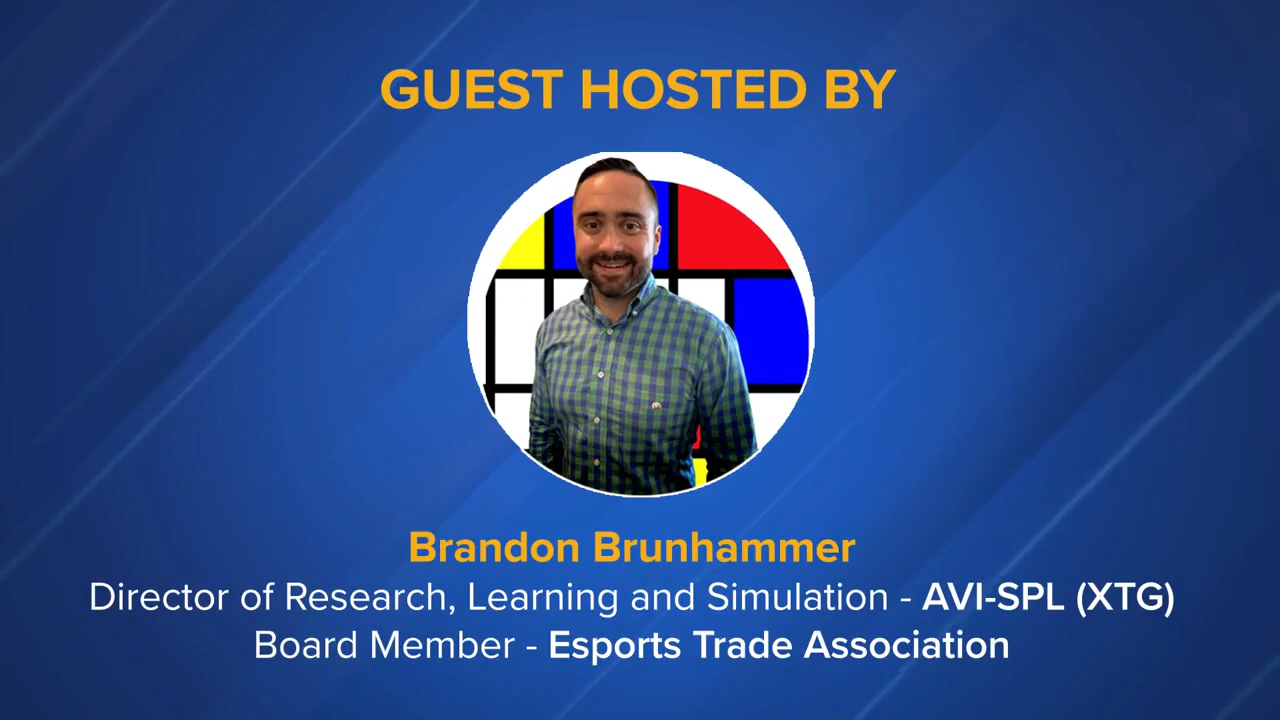 GUEST HOSTED BY
Brandon Brunhammer
Director of Research, Learning and Simulation - AVI-SPL (XTG)
Board Member - Esports Trade Association